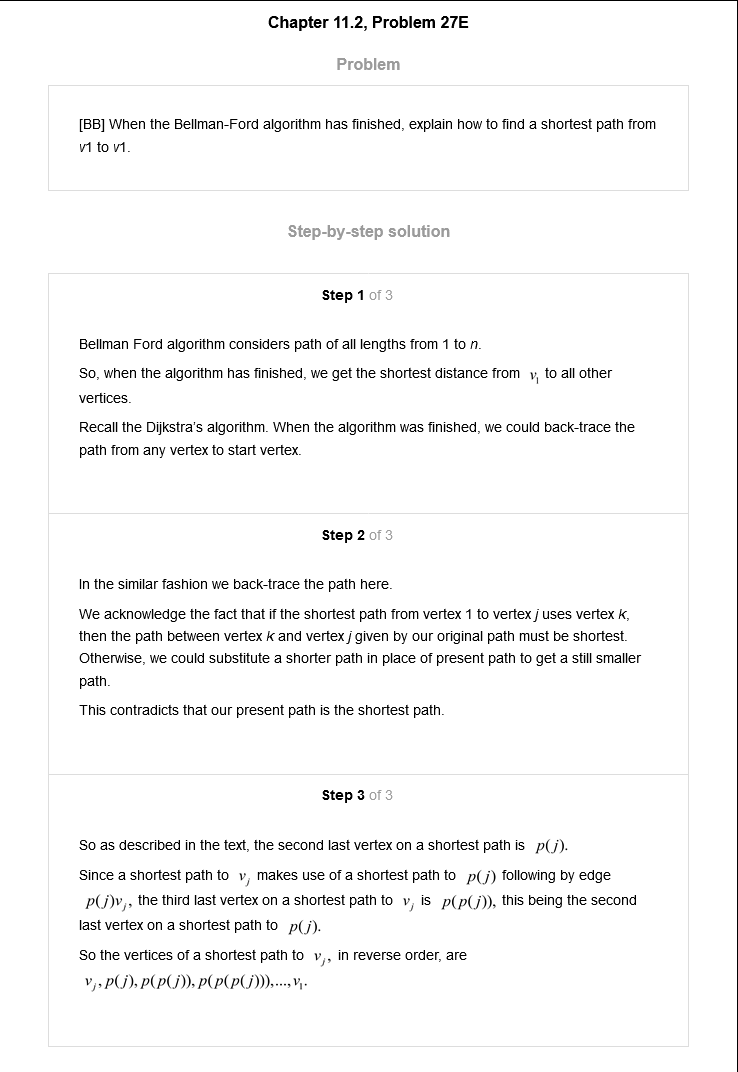 Chapter 11.2, Problem 27E
Problem
[BB] When the Bellman-Ford algorithm has finished, explain how to find a shortest path from
v1 to v1.
Step-by-step solution
Step 1 of 3
Bellman Ford algorithm considers path of all lengths from 1 to n.
So, when the algorithm has finished, we get the shortest distance from v₁ to all other
vertices.
Recall the Dijkstra's algorithm. When the algorithm was finished, we could back-trace the
path from any vertex to start vertex.
Step 2 of 3
In the similar fashion we back-trace the path here.
We acknowledge the fact that if the shortest path from vertex 1 to vertex j uses vertex k,
then the path between vertex k and vertex j given by our original path must be shortest.
Otherwise, we could substitute a shorter path in place of present path to get a still smaller
path.
This contradicts that our present path is the shortest path.
Step 3 of 3
So as described in the text, the second last vertex on a shortest path is p(j).
Since a shortest path to vⱼ makes use of a shortest path to p(j) following by edge
p(j)vⱼ, the third last vertex on a shortest path to vⱼ is p(p(j)), this being the second
last vertex on a shortest path to p(j).
So the vertices of a shortest path to vⱼ, in reverse order, are
vⱼ, p(j), p(p(j)), p(p(p(j))),..., v₁.